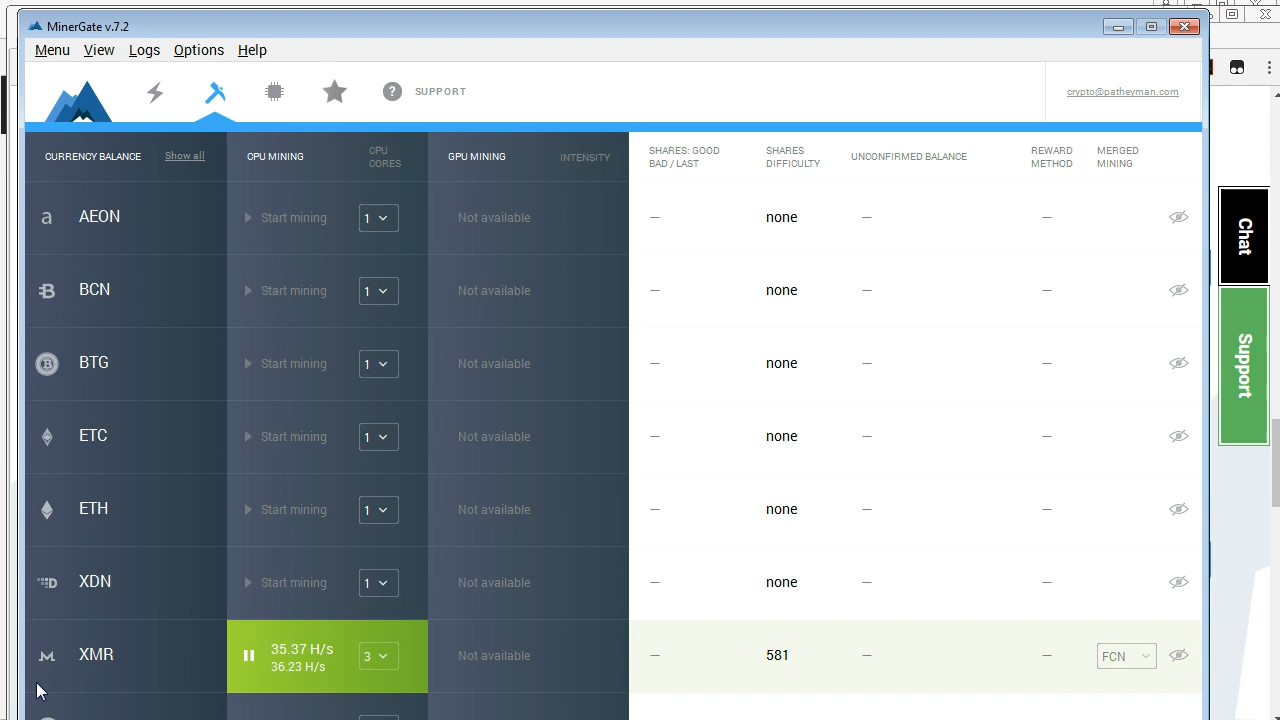 MinerGate v.7.2
Menu View Logs Options Help
SUPPORT
crypto@patheyman.com
CURRENCY BALANCE Show all CPU MINING CPU CORES GPU MINING INTENSITY SHARES: GOOD BAD / LAST SHARES DIFFICULTY UNCONFIRMED BALANCE REWARD METHOD MERGED MINING
AEON Start mining 1 Not available — none — —
BCN Start mining 1 Not available — none — —
BTG Start mining 1 Not available — none — —
ETC Start mining 1 Not available — none — —
ETH Start mining 1 Not available — none — —
XDN Start mining 1 Not available — none — —
XMR 35.37 H/s 3 Not available — 581 — — FCN
36.23 H/s
Chat
Support